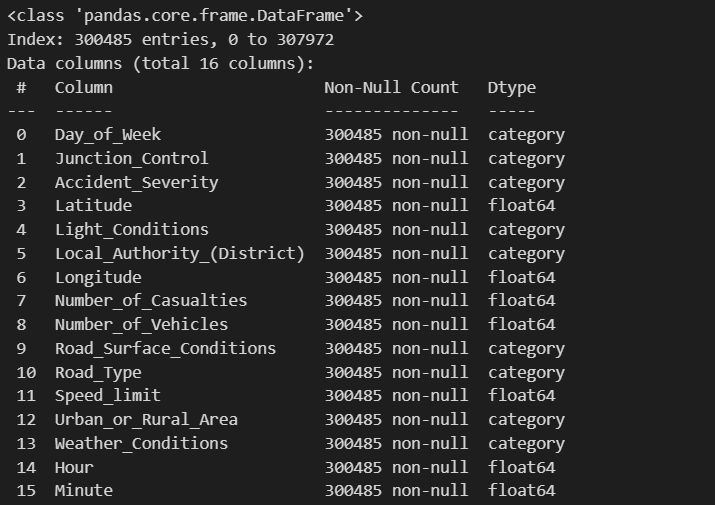 <class 'pandas.core.frame.DataFrame'>
Index: 300485 entries, 0 to 307972
Data columns (total 16 columns):
 #   Column                      Non-Null Count   Dtype
---  ------                      --------------   -----
 0   Day_of_Week                 300485 non-null  category
 1   Junction_Control            300485 non-null  category
 2   Accident_Severity           300485 non-null  category
 3   Latitude                    300485 non-null  float64
 4   Light_Conditions            300485 non-null  category
 5   Local_Authority_(District)  300485 non-null  category
 6   Longitude                   300485 non-null  float64
 7   Number_of_Casualties        300485 non-null  float64
 8   Number_of_Vehicles          300485 non-null  float64
 9   Road_Surface_Conditions     300485 non-null  category
 10  Road_Type                   300485 non-null  category
 11  Speed_limit                 300485 non-null  float64
 12  Urban_or_Rural_Area         300485 non-null  category
 13  Weather_Conditions          300485 non-null  category
 14  Hour                        300485 non-null  float64
 15  Minute                      300485 non-null  float64